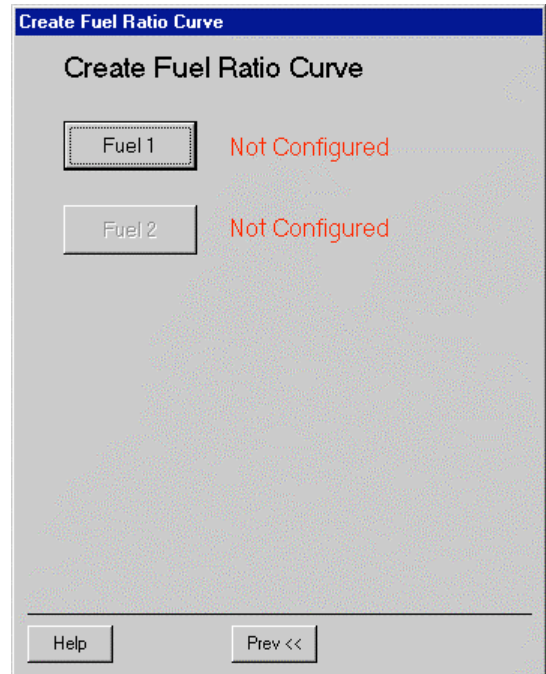 Create Fuel Ratio Curve
Create Fuel Ratio Curve
Fuel 1 Not Configured
Fuel 2 Not Configured
Help Prev <<